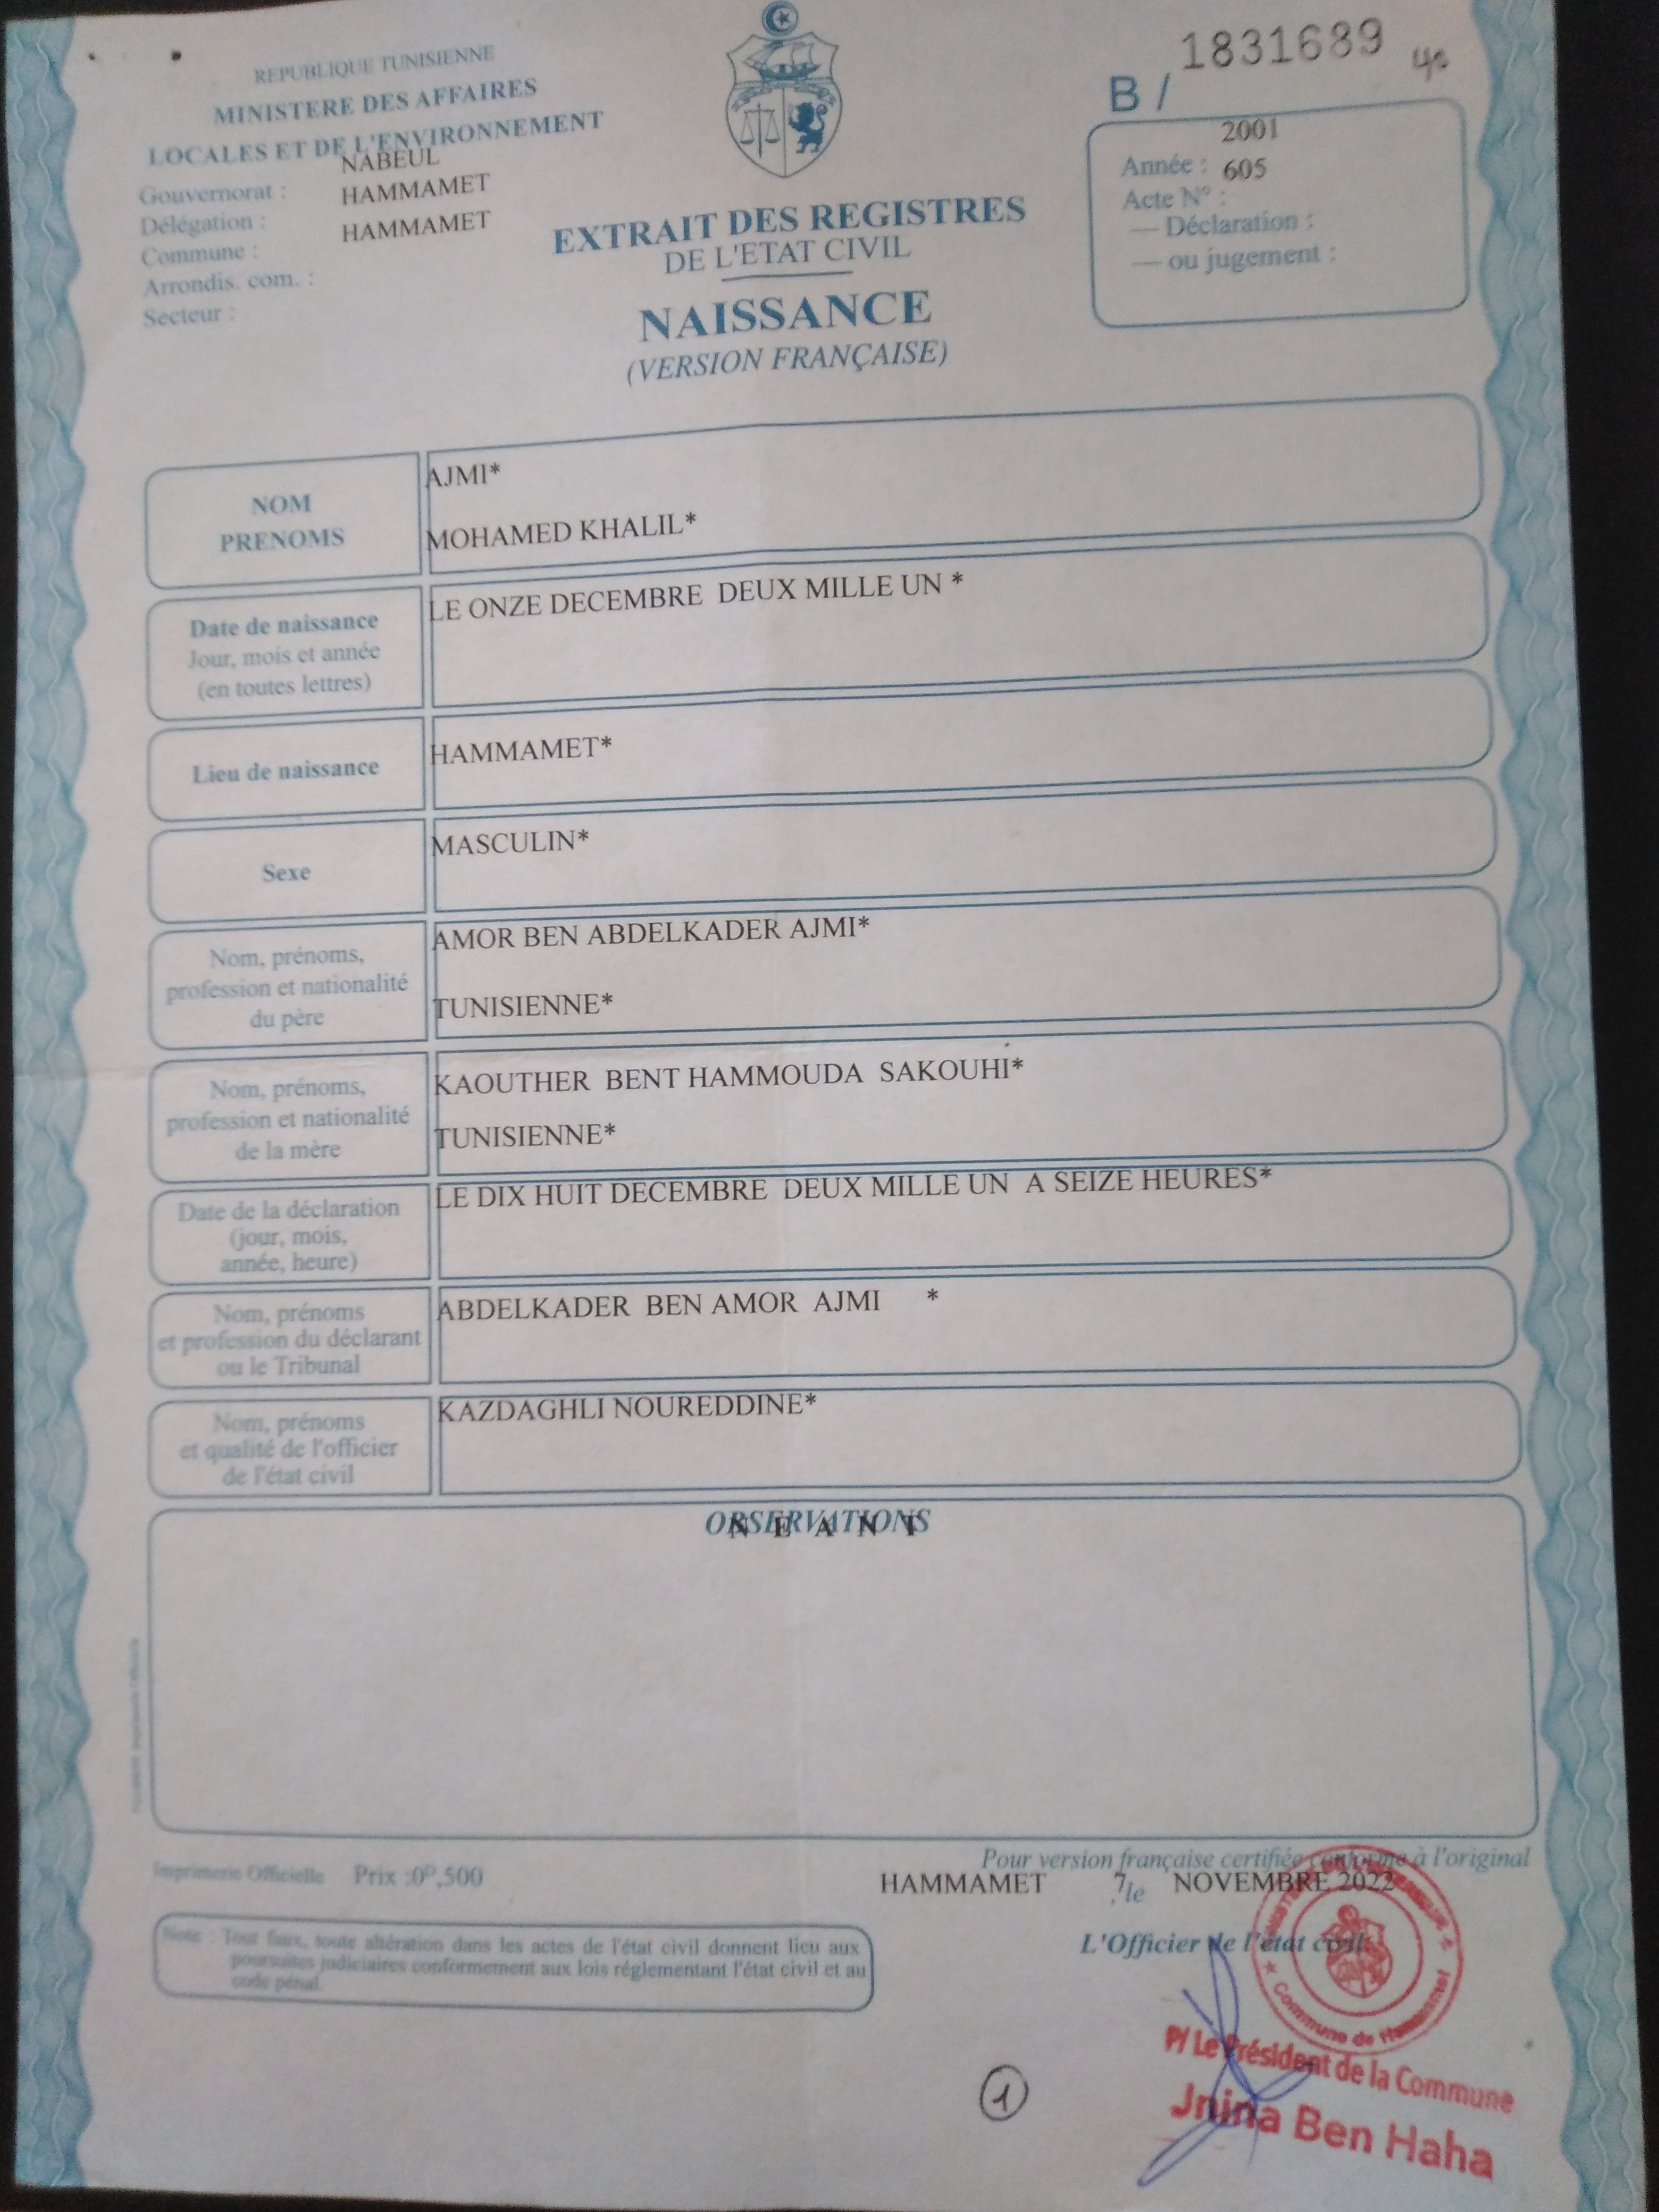 REPUBLIQUE TUNISIENNE
MINISTERE DES AFFAIRES
LOCALES ET DE L'ENVIRONNEMENT
Gouvernorat : NABEUL
Délégation : HAMMAMET
Commune : HAMMAMET
Arrondis. com. :
Secteur :
EXTRAIT DES REGISTRES
DE L'ETAT CIVIL
NAISSANCE
(VERSION FRANÇAISE)
B / 1831689
2001
Année : 605
Acte N° :
— Déclaration :
— ou jugement :
NOM
PRENOMS
AJMI*
MOHAMED KHALIL*
Date de naissance
Jour, mois et année
(en toutes lettres)
LE ONZE DECEMBRE DEUX MILLE UN *
Lieu de naissance
HAMMAMET*
Sexe
MASCULIN*
Nom, prénoms,
profession et nationalité
du père
AMOR BEN ABDELKADER AJMI*
TUNISIENNE*
Nom, prénoms,
profession et nationalité
de la mère
KAOUTHER BENT HAMMOUDA SAKOUHI*
TUNISIENNE*
Date de la déclaration
(jour, mois,
année, heure)
LE DIX HUIT DECEMBRE DEUX MILLE UN A SEIZE HEURES*
Nom, prénoms
et profession du déclarant
ou le Tribunal
ABDELKADER BEN AMOR AJMI *
Nom, prénoms
et qualité de l'officier
de l'état civil
KAZDAGHLI NOUREDDINE*
OBSERVATIONS
N E A N T
Imprimerie Officielle Prix :0ᴰ,500
Pour version française certifiée conforme à l'original
HAMMAMET ,le 7 NOVEMBRE 2022
L'Officier de l'état civil
Note : Tout faux, toute altération dans les actes de l'état civil donnent lieu aux
poursuites judiciaires conformement aux lois réglementant l'état civil et au
code pénal.
Commune de Hammamet
P/ Le Président de la Commune
Jnina Ben Haha
1